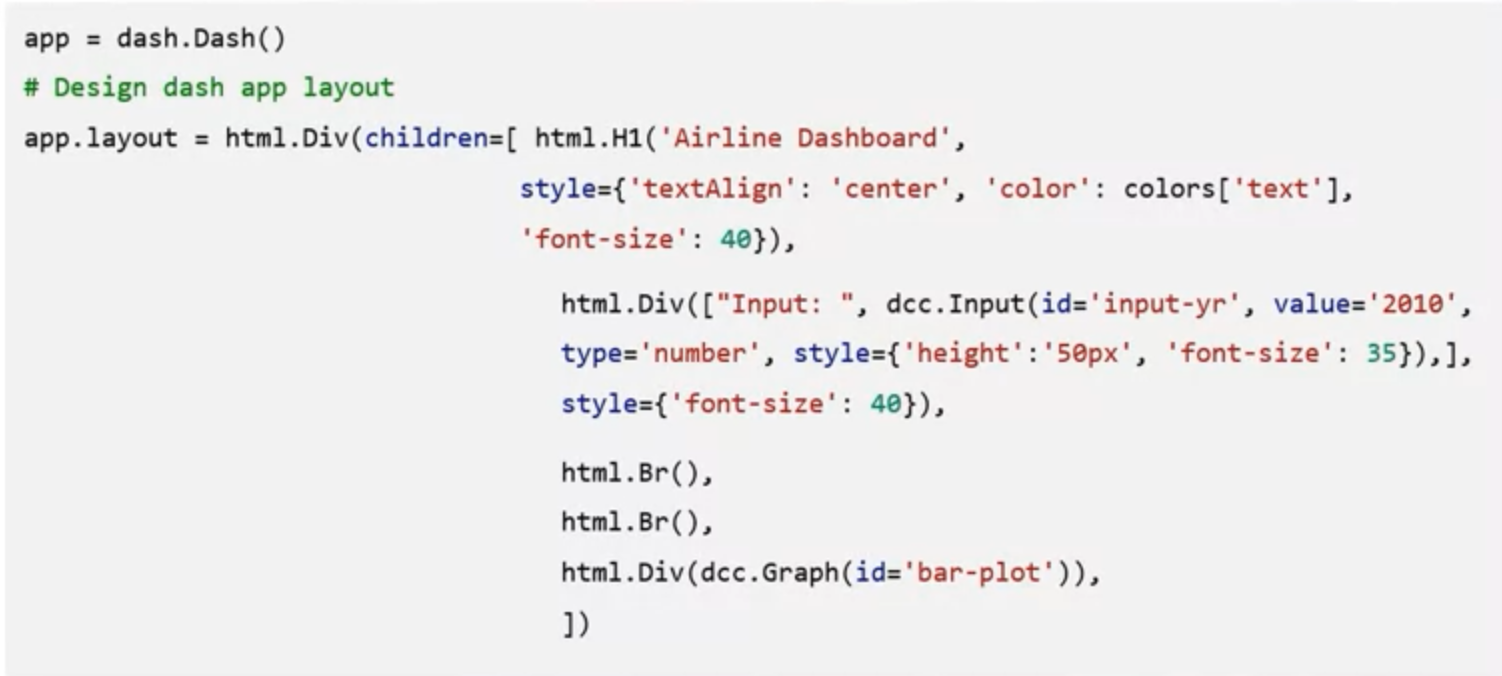 app = dash.Dash()
# Design dash app layout
app.layout = html.Div(children=[ html.H1('Airline Dashboard',
style={'textAlign': 'center', 'color': colors['text'],
'font-size': 40}),
html.Div(["Input: ", dcc.Input(id='input-yr', value='2010',
type='number', style={'height':'50px', 'font-size': 35}),],
style={'font-size': 40}),
html.Br(),
html.Br(),
html.Div(dcc.Graph(id='bar-plot')),
])